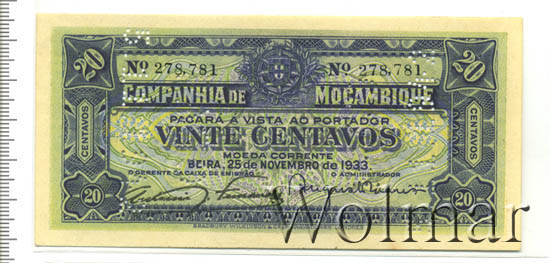 20 Nº 278,781 Nº 278,781 20
COMPANHIA DE MOÇAMBIQUE
PAGARÁ À VISTA AO PORTADOR
CENTAVOS VINTE CENTAVOS CENTAVOS
MOEDA CORRENTE
BEIRA, 25 DE NOVEMBRO DE 1933.
O GERENTE DA CAIXA DE EMISSÃO, O ADMINISTRADOR
20 20
Wolmar